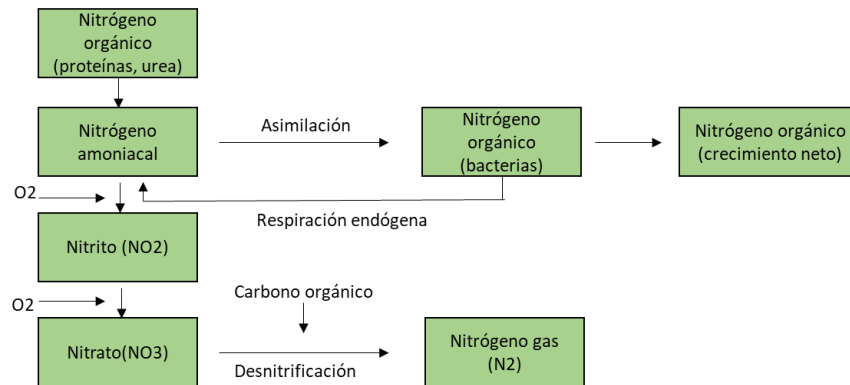 Nitrógeno
orgánico
(proteínas, urea)
Nitrógeno
amoniacal
Asimilación
Nitrógeno
orgánico
(bacterias)
Nitrógeno orgánico
(crecimiento neto)
O2
Respiración endógena
Nitrito (NO2)
O2
Carbono orgánico
Nitrato(NO3)
Desnitrificación
Nitrógeno gas
(N2)